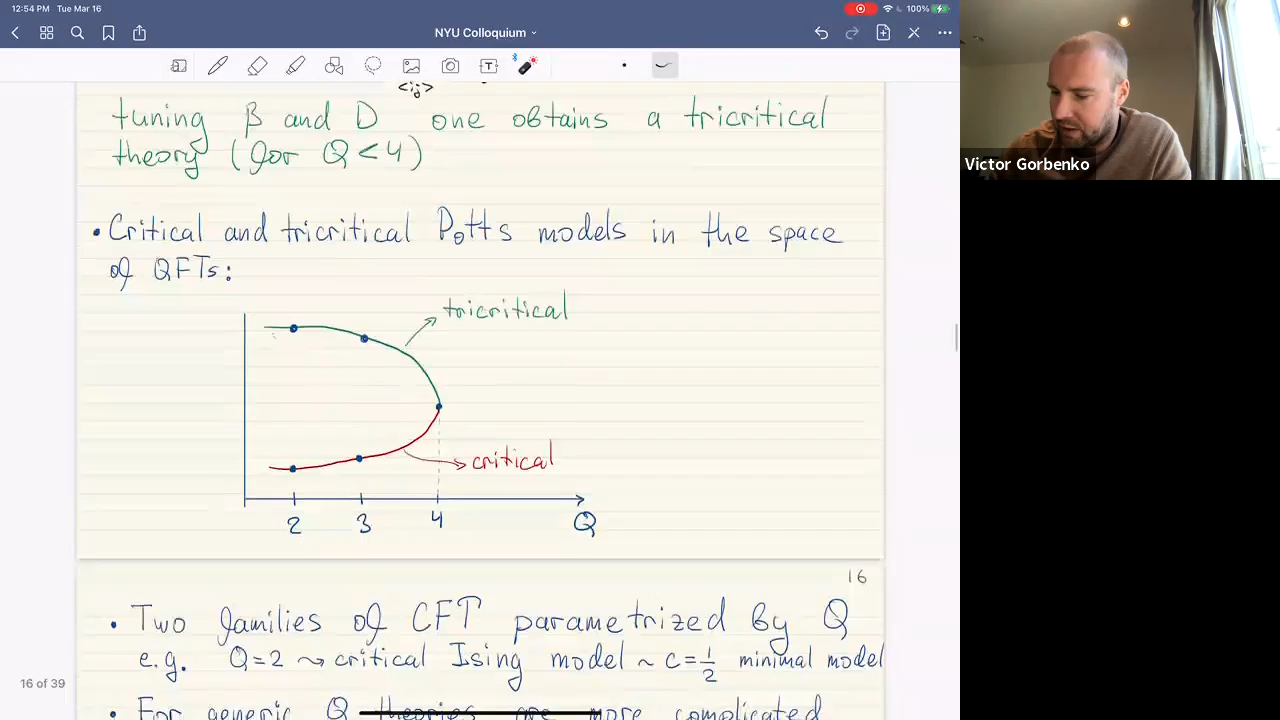 12:54 PM Tue Mar 16
100%
NYU Colloquium
T
<ij>
tuning β and D one obtains a tricritical
theory (for Q < 4)
• Critical and tricritical Potts models in the space
of QFTs:
tricritical
critical
2 3 4 Q
16
• Two families of CFT parametrized by Q
e.g. Q=2 ⇝ critical Ising model ~ c=½ minimal model
16 of 39
• For generic Q theories are more complicated
Victor Gorbenko